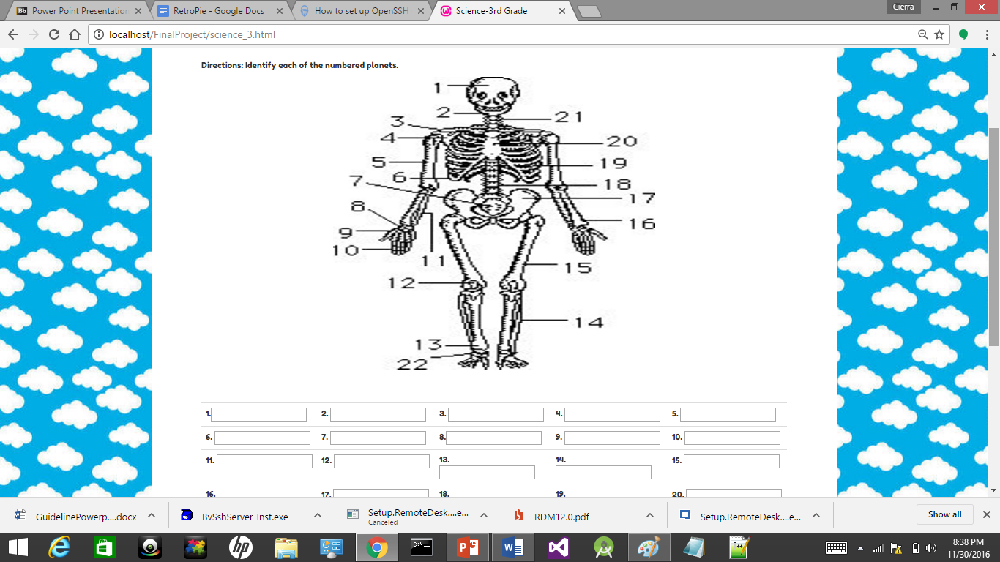 Power Point Presentation
RetroPie - Google Docs
How to set up OpenSSH
Science-3rd Grade
Cierra
localhost/FinalProject/science_3.html
Directions: Identify each of the numbered planets.
1
2
21
3
4
20
5
19
6
7
18
17
8
16
9
10
11
15
12
14
13
22
1. 2. 3. 4. 5.
6. 7. 8. 9. 10.
11. 12. 13. 14. 15.
16. 17. 18. 19. 20.
GuidelinePowerp....docx
BvSshServer-Inst.exe
Setup.RemoteDesk....e...
Canceled
RDM12.0.pdf
Setup.RemoteDesk....e...
Show all
8:38 PM
11/30/2016